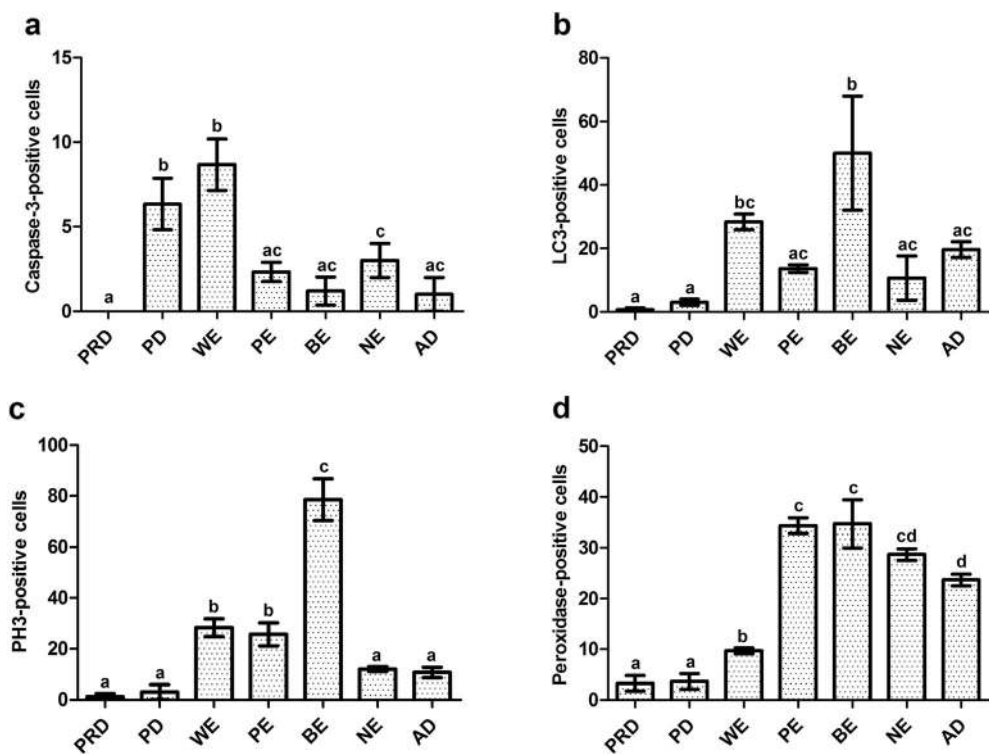 a
Caspase-3-positive cells
15
10
5
0
a
b
b
ac
ac
c
ac
PRD PD WE PE BE NE AD
b
LC3-positive cells
80
60
40
20
0
a
a
bc
ac
b
ac
ac
PRD PD WE PE BE NE AD
c
PH3-positive cells
100
80
60
40
20
0
a
a
b
b
c
a
a
PRD PD WE PE BE NE AD
d
Peroxidase-positive cells
50
40
30
20
10
0
a
a
b
c
c
cd
d
PRD PD WE PE BE NE AD